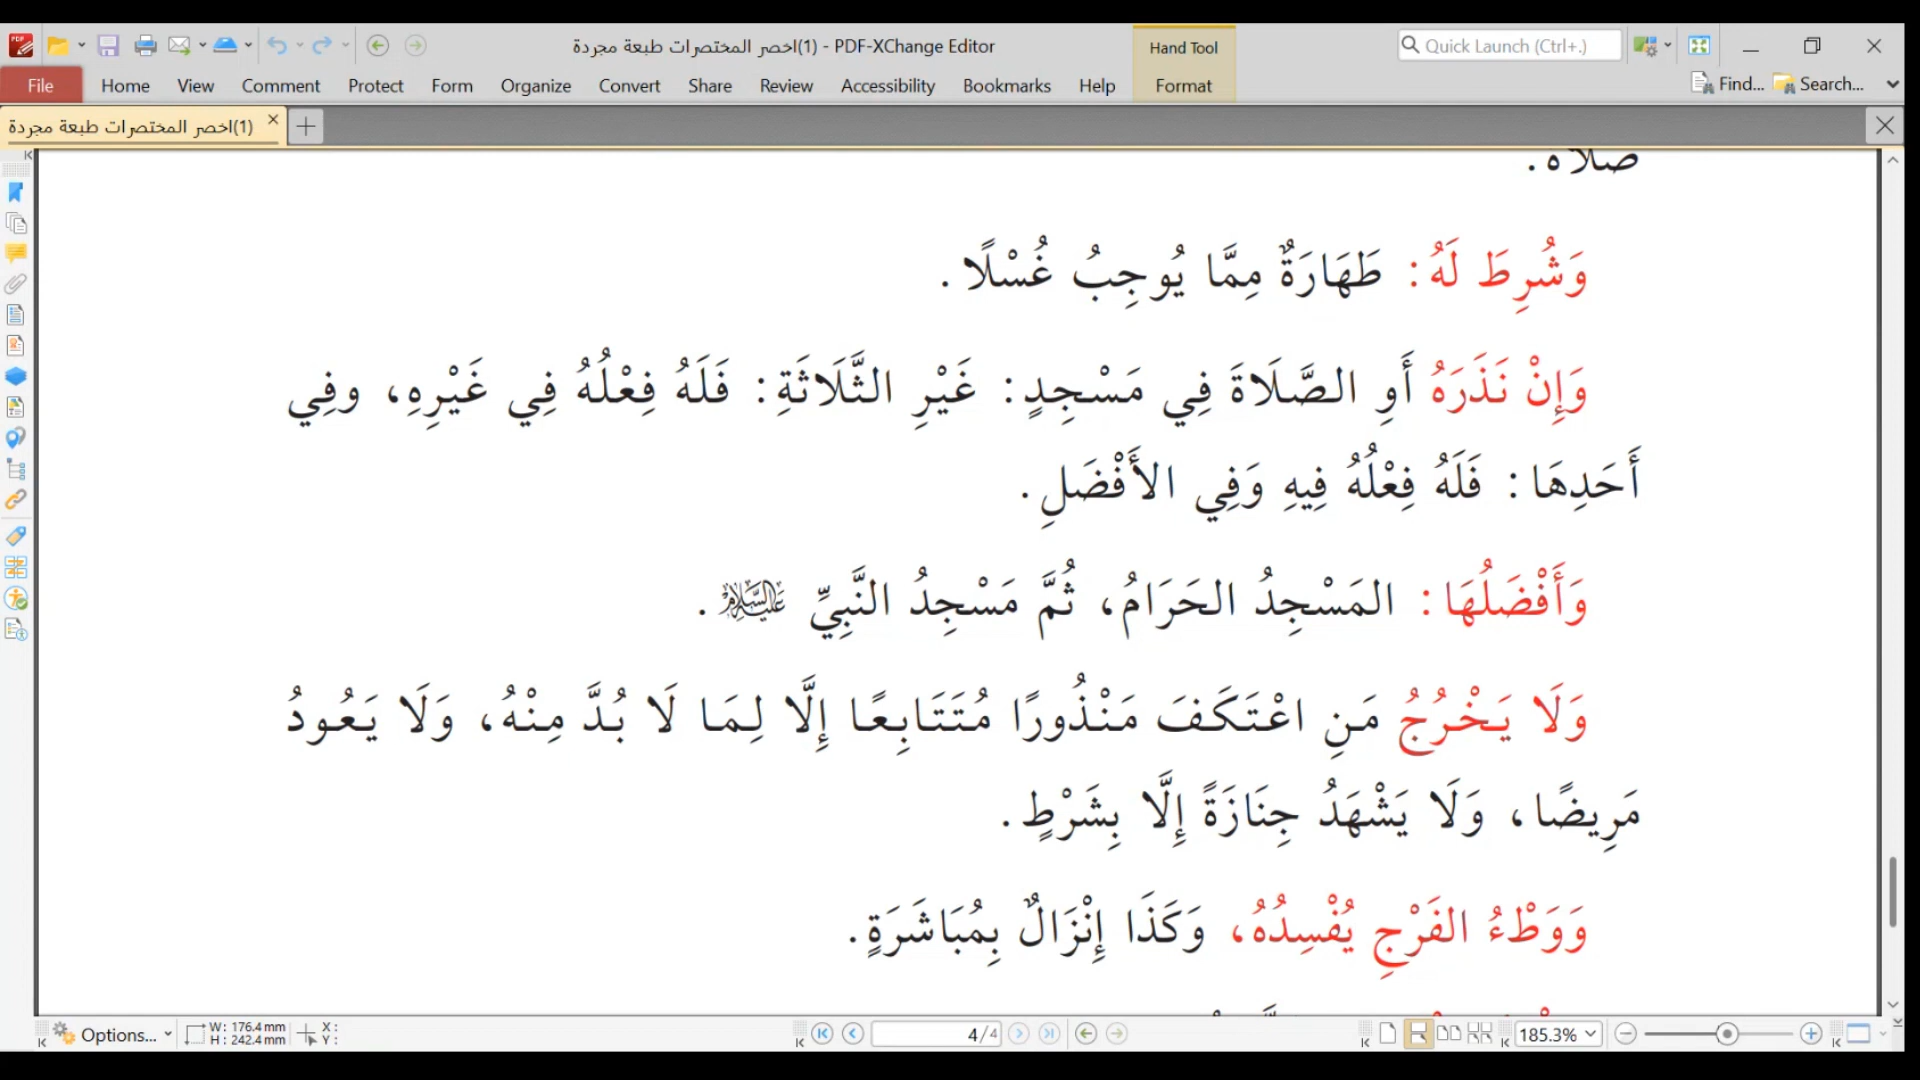 (1)اخصر المختصرات طبعة مجردة - PDF-XChange Editor
Hand Tool
Quick Launch (Ctrl+.)
File Home View Comment Protect Form Organize Convert Share Review Accessibility Bookmarks Help Format
Find... Search...
(1)اخصر المختصرات طبعة مجردة
صلاة.
وَشُرِطَ لَهُ: طَهَارَةٌ مِمَّا يُوجِبُ غُسْلًا.
وَإِنْ نَذَرَهُ أَوِ الصَّلَاةَ فِي مَسْجِدٍ: غَيْرِ الثَّلَاثَةِ: فَلَهُ فِعْلُهُ فِي غَيْرِهِ، وفِي
أَحَدِهَا: فَلَهُ فِعْلُهُ فِيهِ وَفِي الأَفْضَلِ.
وَأَفْضَلُهَا: المَسْجِدُ الحَرَامُ، ثُمَّ مَسْجِدُ النَّبِيِّ عليه السلام.
وَلَا يَخْرُجُ مَنِ اعْتَكَفَ مَنْذُورًا مُتَتَابِعًا إِلَّا لِمَا لَا بُدَّ مِنْهُ، وَلَا يَعُودُ
مَرِيضًا، وَلَا يَشْهَدُ جِنَازَةً إِلَّا بِشَرْطٍ.
وَوَطْءُ الفَرْجِ يُفْسِدُهُ، وَكَذَا إِنْزَالٌ بِمُبَاشَرَةٍ.
Options... W: 176.4 mm X:
H: 242.4 mm Y:
4/4
185.3%